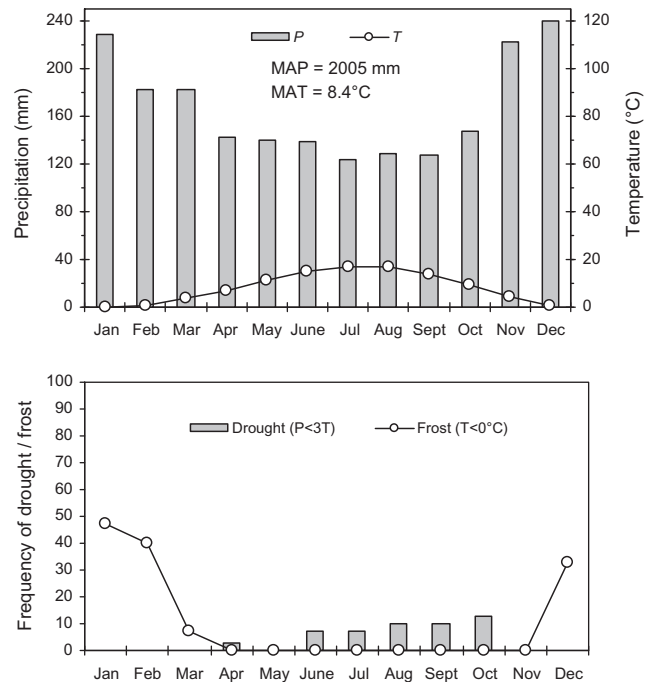 240
200
160
120
80
40
0
Precipitation (mm)
P
T
MAP = 2005 mm
MAT = 8.4°C
120
100
80
60
40
20
0
Temperature (°C)
Jan Feb Mar Apr May June Jul Aug Sept Oct Nov Dec
100
90
80
70
60
50
40
30
20
10
0
Frequency of drought / frost
Drought (P<3T)
Frost (T<0°C)
Jan Feb Mar Apr May June Jul Aug Sept Oct Nov Dec